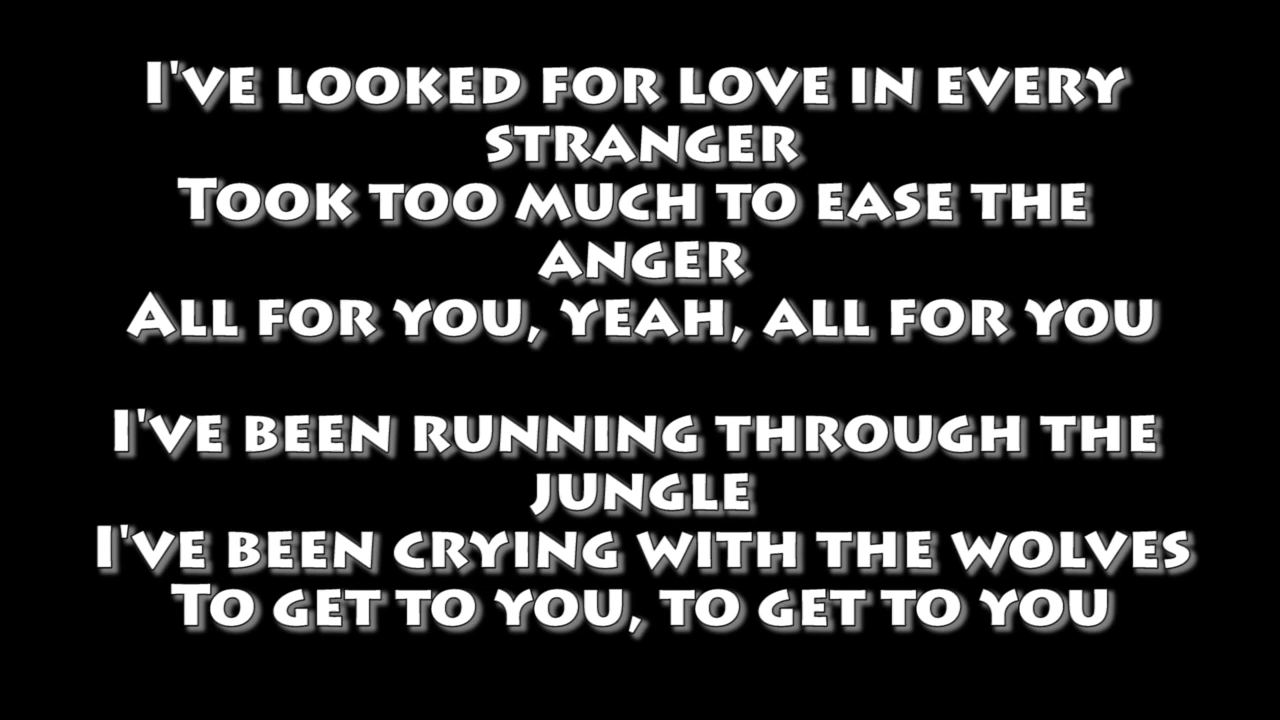 I've looked for love in every
stranger
Took too much to ease the
anger
All for you, yeah, all for you
I've been running through the
jungle
I've been crying with the wolves
To get to you, to get to you